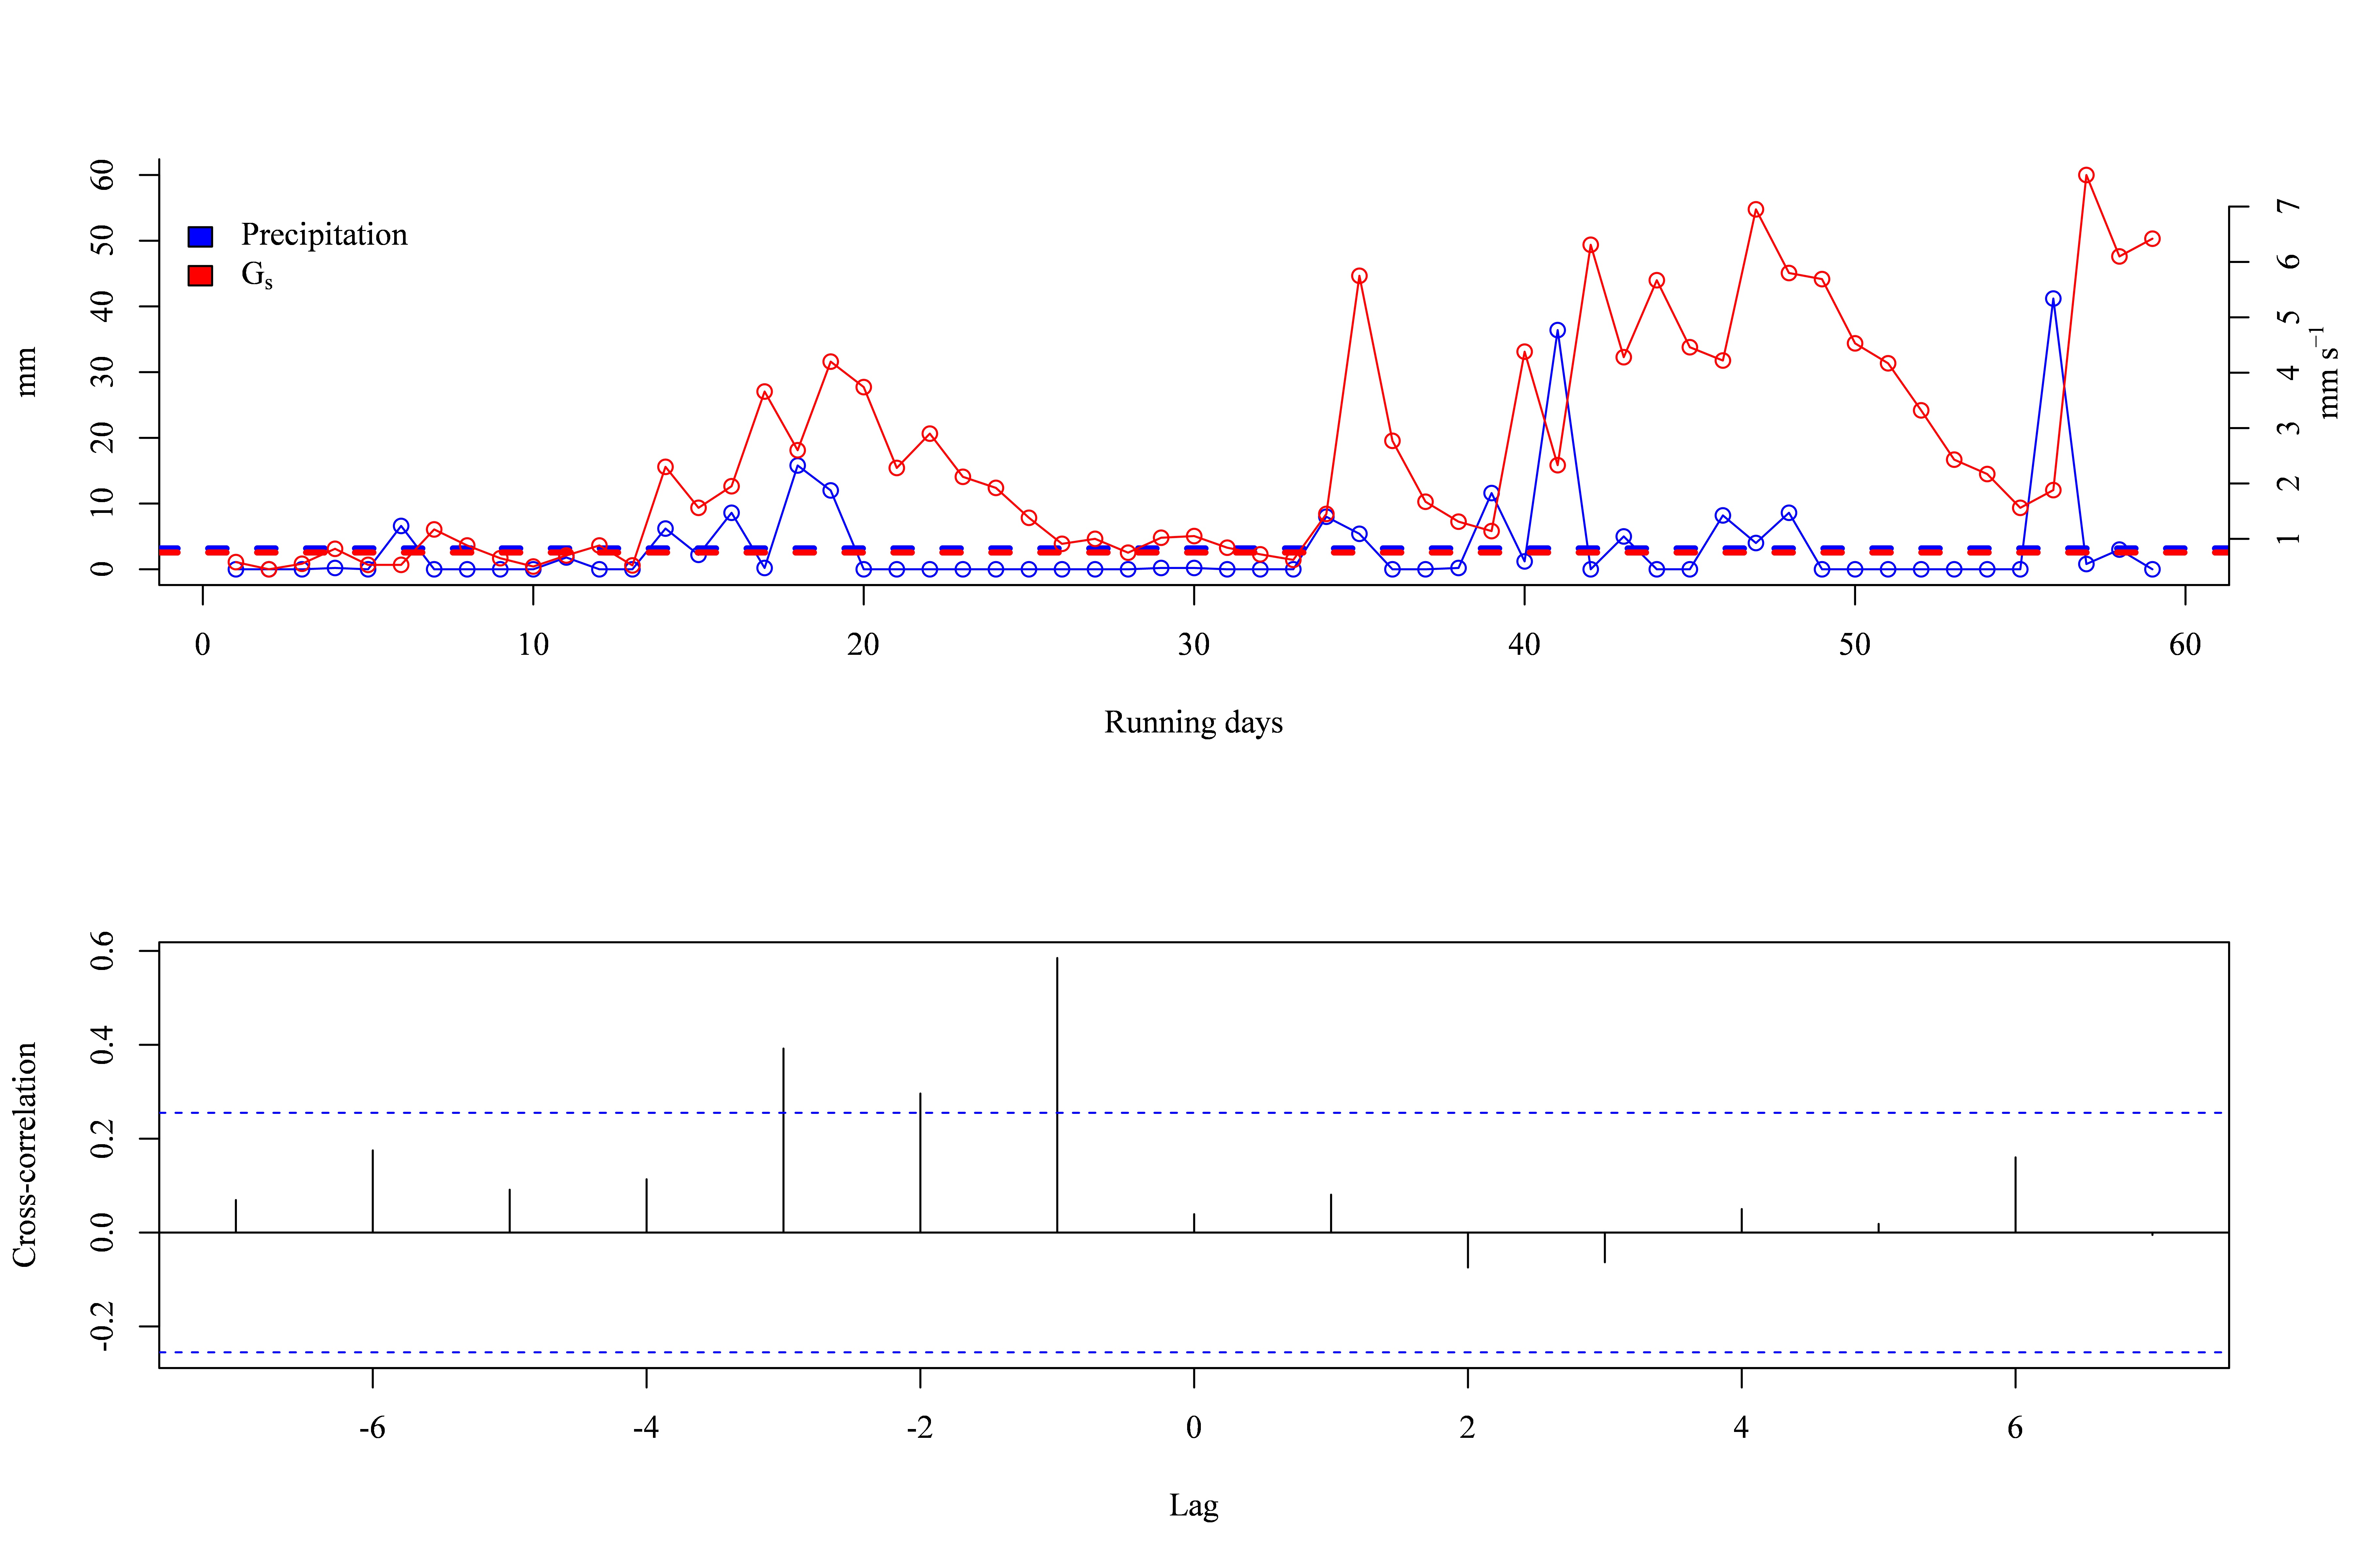 60
50
40
30
20
10
0
mm
Precipitation
Gₛ
7
6
5
4
3
2
1
mm s⁻¹
0 10 20 30 40 50 60
Running days
0.6
0.4
0.2
0.0
-0.2
Cross-correlation
-6 -4 -2 0 2 4 6
Lag